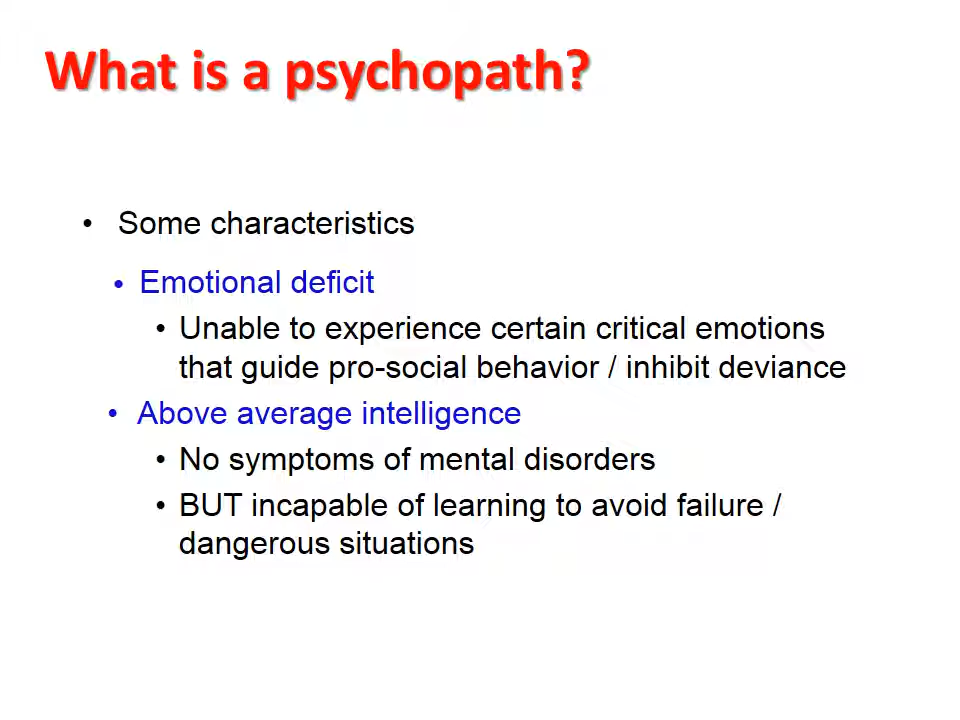 What is a psychopath?
• Some characteristics
• Emotional deficit
• Unable to experience certain critical emotions
that guide pro-social behavior / inhibit deviance
• Above average intelligence
• No symptoms of mental disorders
• BUT incapable of learning to avoid failure /
dangerous situations